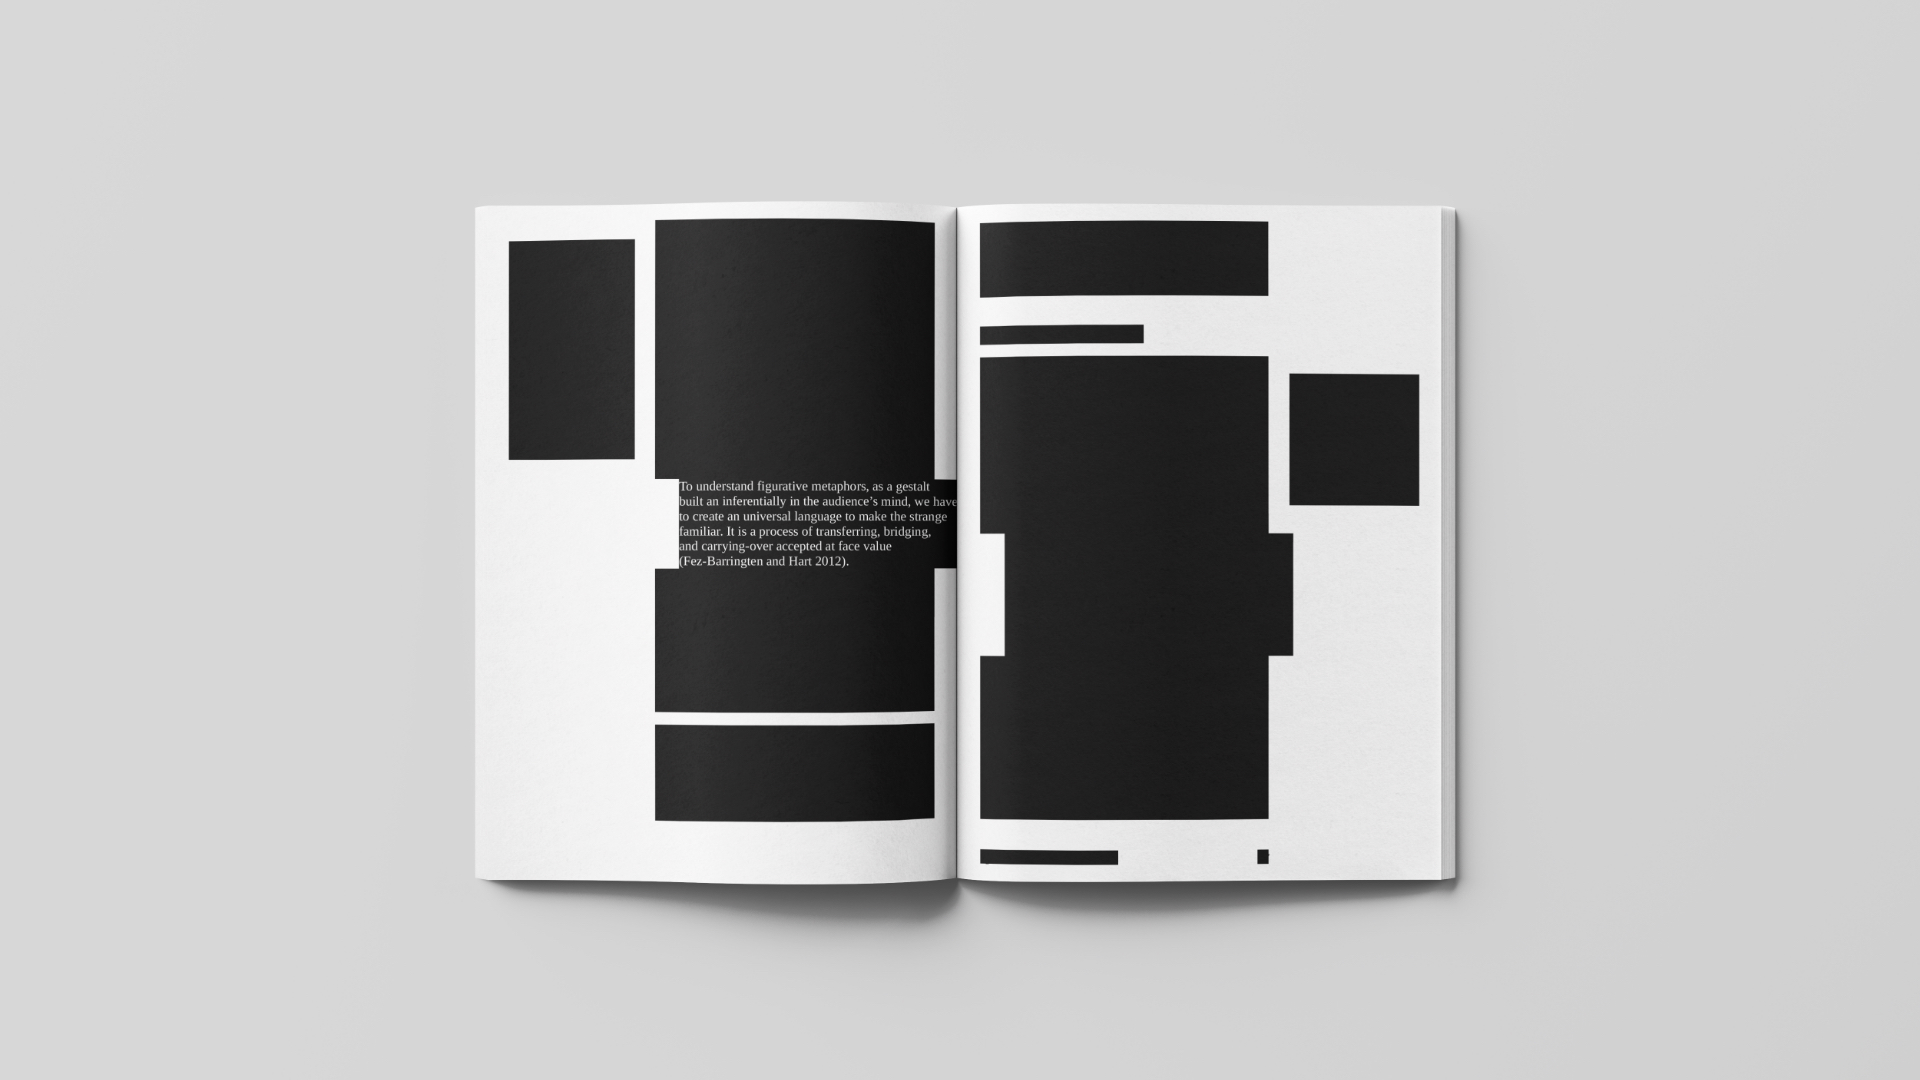 To understand figurative metaphors, as a gestalt
built an inferentially in the audience’s mind, we have
to create an universal language to make the strange
familiar. It is a process of transferring, bridging,
and carrying-over accepted at face value
(Fez-Barringten and Hart 2012).